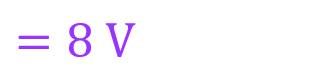 = 8 V